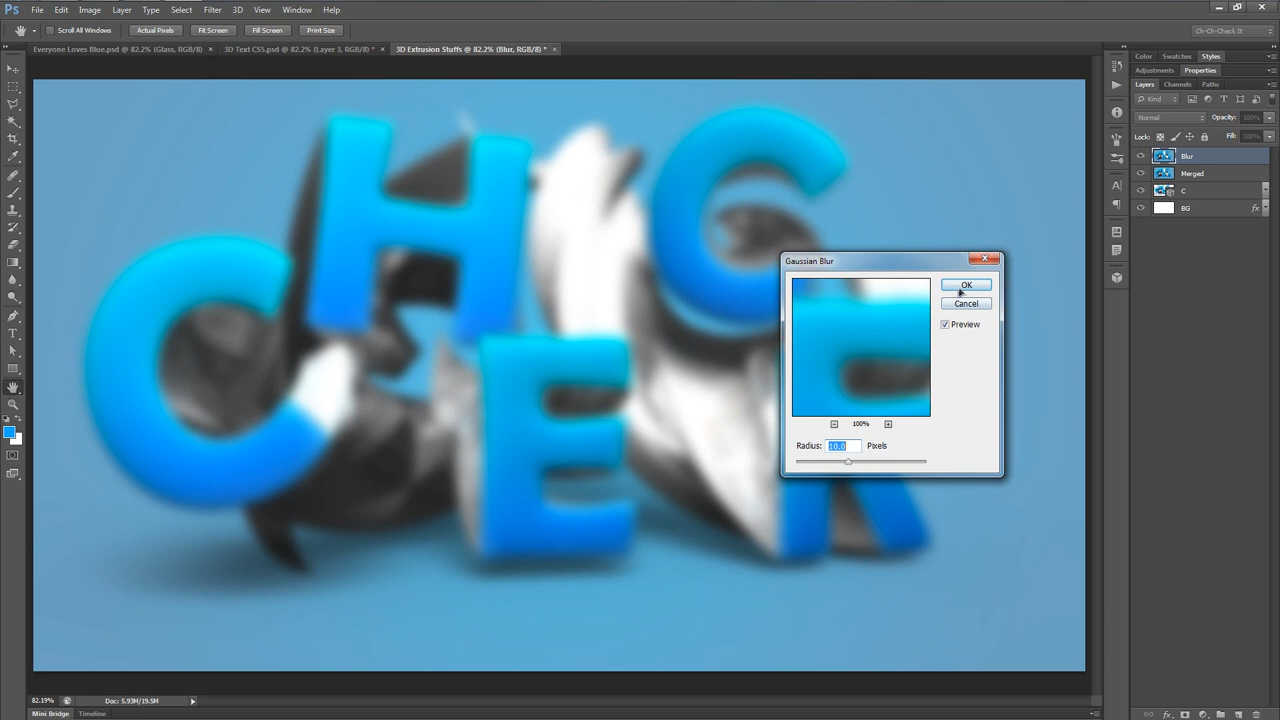 Ps File Edit Image Layer Type Select Filter 3D View Window Help
Scroll All Windows Actual Pixels Fit Screen Fill Screen Print Size Ch-Ch-Check It
Everyone Loves Blue.psd @ 82.2% (Glass, RGB/8) × 3D Text CS5.psd @ 82.2% (Layer 3, RGB/8) * × 3D Extrusion Stuffs @ 82.2% (Blur, RGB/8) * ×
Color Swatches Styles
Adjustments Properties
Layers Channels Paths
Kind
Normal Opacity: 100%
Lock: Fill: 100%
Blur
Merged
C
BG fx
C H C
E R
Gaussian Blur
OK
Cancel
Preview
100%
Radius: 10.0 Pixels
82.19% Doc: 5.93M/19.5M
Mini Bridge Timeline
fx